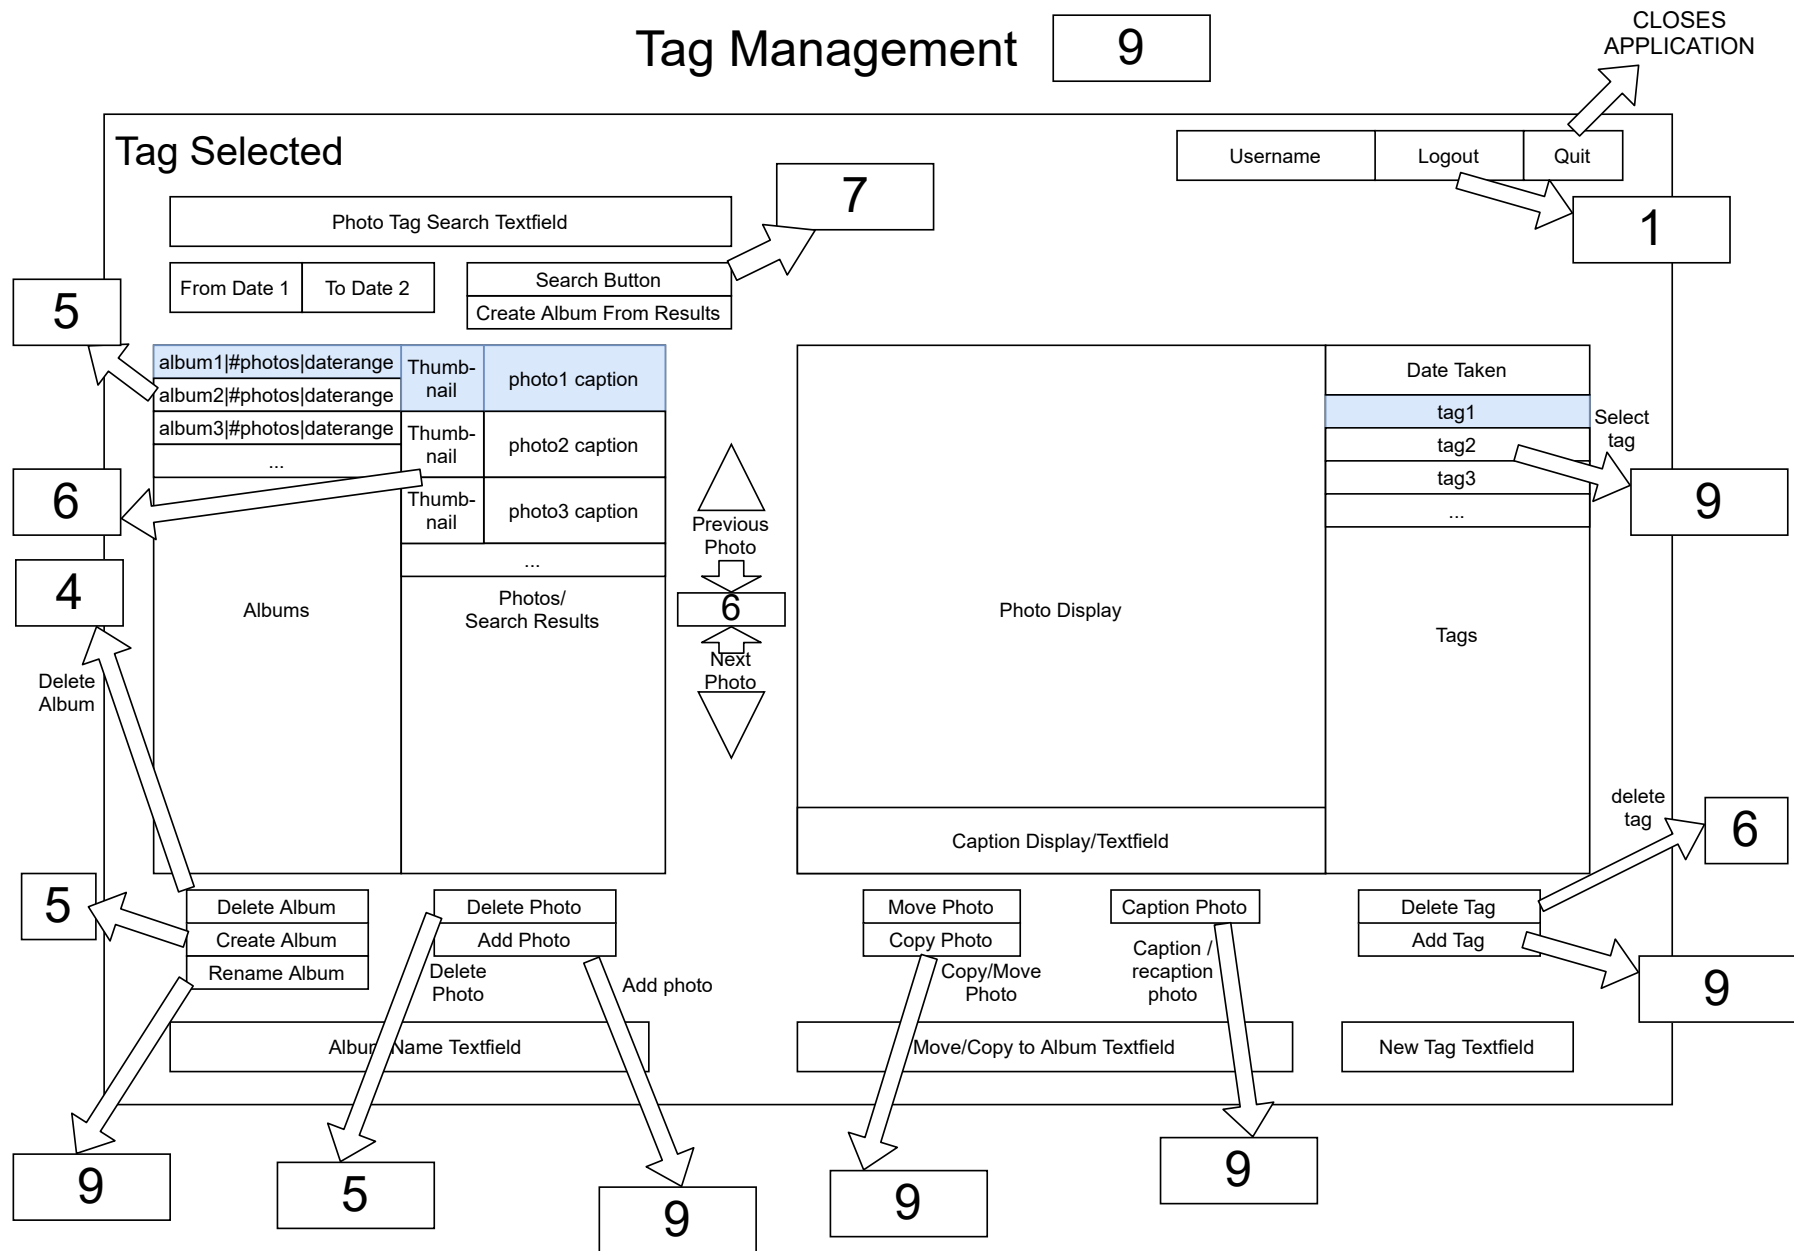 Tag Management
9
CLOSES
APPLICATION
Tag Selected
Username
Logout
Quit
7
1
Photo Tag Search Textfield
From Date 1
To Date 2
Search Button
Create Album From Results
5
album1|#photos|daterange
album2|#photos|daterange
album3|#photos|daterange
...
Thumb-
nail
photo1 caption
Thumb-
nail
photo2 caption
Thumb-
nail
photo3 caption
...
6
4
Albums
Photos/
Search Results
Previous
Photo
6
Next
Photo
Photo Display
Date Taken
tag1
tag2
tag3
...
Select
tag
9
Tags
Delete
Album
Caption Display/Textfield
delete
tag
6
5
Delete Album
Create Album
Rename Album
Delete Photo
Add Photo
Delete
Photo
Add photo
Move Photo
Copy Photo
Copy/Move
Photo
Caption Photo
Caption /
recaption
photo
Delete Tag
Add Tag
9
Album Name Textfield
Move/Copy to Album Textfield
New Tag Textfield
9
5
9
9
9